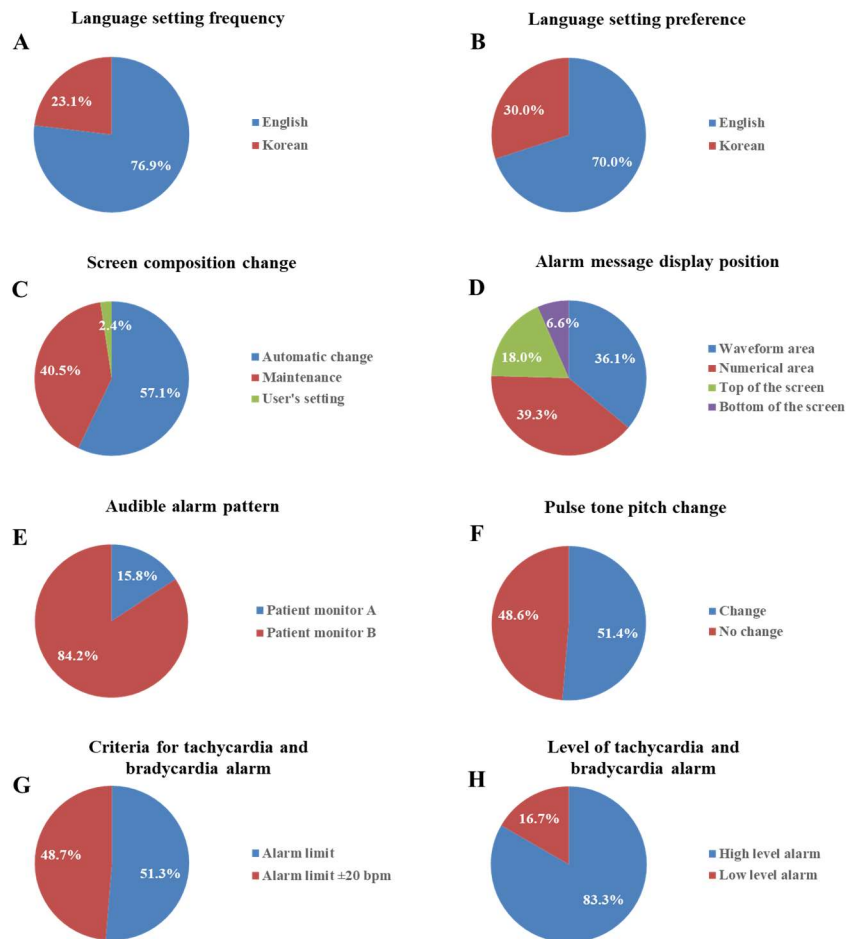 Language setting frequency
A
23.1%
76.9%
English
Korean
Language setting preference
B
30.0%
70.0%
English
Korean
Screen composition change
C
2.4%
40.5%
57.1%
Automatic change
Maintenance
User's setting
Alarm message display position
D
6.6%
36.1%
18.0%
39.3%
Waveform area
Numerical area
Top of the screen
Bottom of the screen
Audible alarm pattern
E
15.8%
84.2%
Patient monitor A
Patient monitor B
Pulse tone pitch change
F
48.6%
51.4%
Change
No change
Criteria for tachycardia and
bradycardia alarm
G
48.7%
51.3%
Alarm limit
Alarm limit ±20 bpm
Level of tachycardia and
bradycardia alarm
H
16.7%
83.3%
High level alarm
Low level alarm